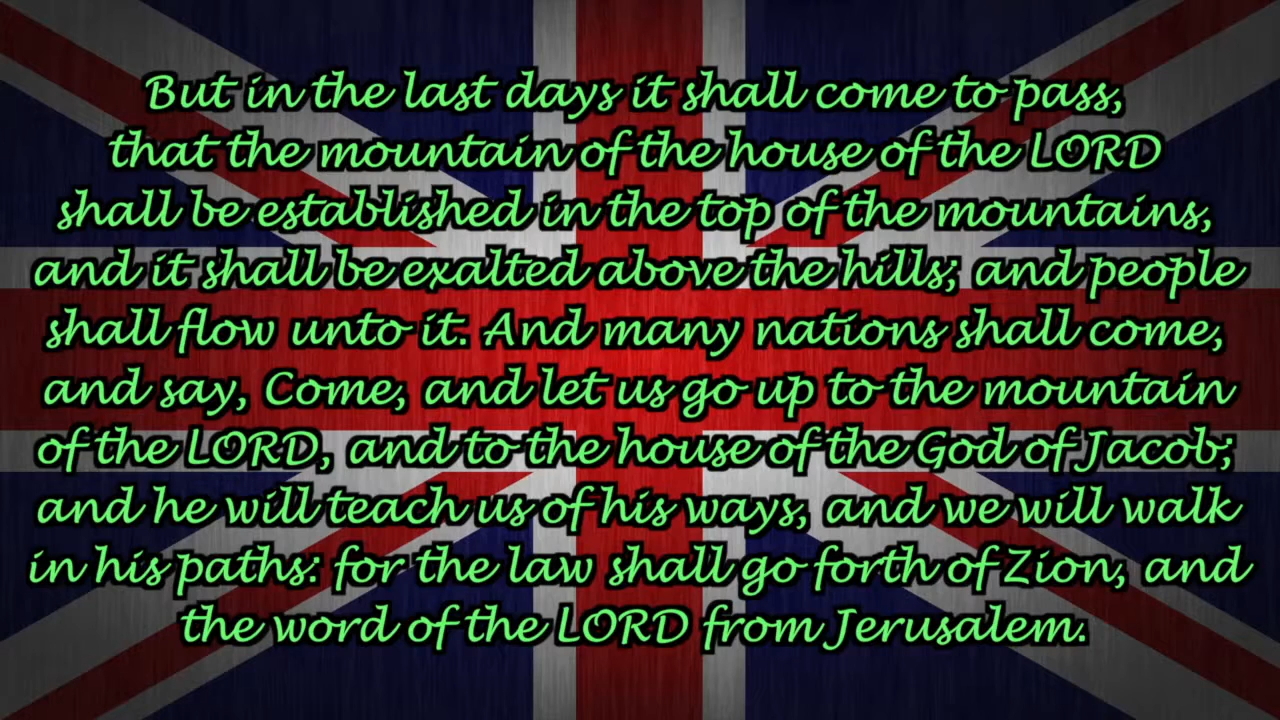 But in the last days it shall come to pass,
that the mountain of the house of the LORD
shall be established in the top of the mountains,
and it shall be exalted above the hills; and people
shall flow unto it. And many nations shall come,
and say, Come, and let us go up to the mountain
of the LORD, and to the house of the God of Jacob;
and he will teach us of his ways, and we will walk
in his paths: for the law shall go forth of Zion, and
the word of the LORD from Jerusalem.